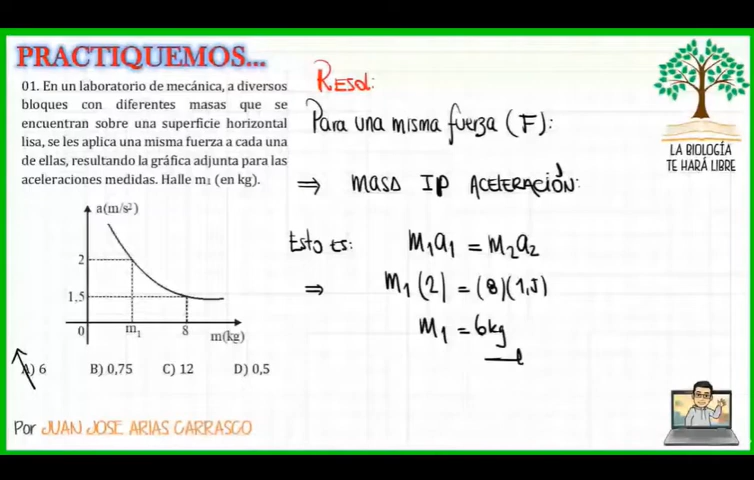 PRACTIQUEMOS...
01. En un laboratorio de mecánica, a diversos
bloques con diferentes masas que se
encuentran sobre una superficie horizontal
lisa, se les aplica una misma fuerza a cada una
de ellas, resultando la gráfica adjunta para las
aceleraciones medidas. Halle m₁ (en kg).
a(m/s²)
2
1,5
0
m₁
8
m(kg)
A) 6 B) 0,75 C) 12 D) 0,5
Por JUAN JOSE ARIAS CARRASCO
RESOL:
Para una misma fuerza (F):
⇒ MASA IP ACELERACIÓN:
Esto es: m₁a₁ = m₂a₂
⇒ m₁(2) = (8)(1,5)
m₁ = 6kg
LA BIOLOGÍA
TE HARÁ LIBRE